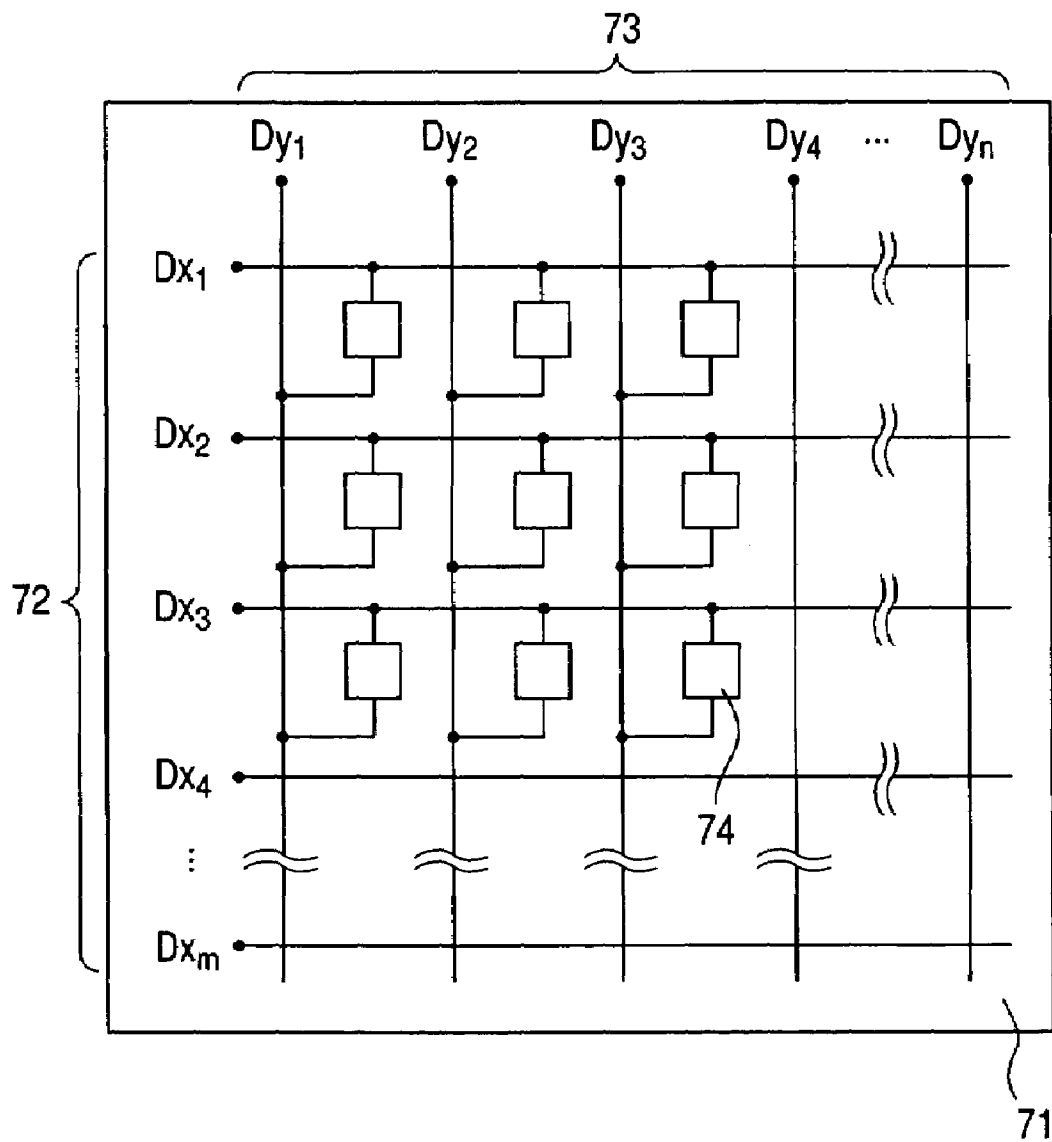 73
Dy₁ Dy₂ Dy₃ Dy₄ ... Dyₙ
Dx₁
Dx₂
72
Dx₃
Dx₄
74
⋮
Dxₘ
71